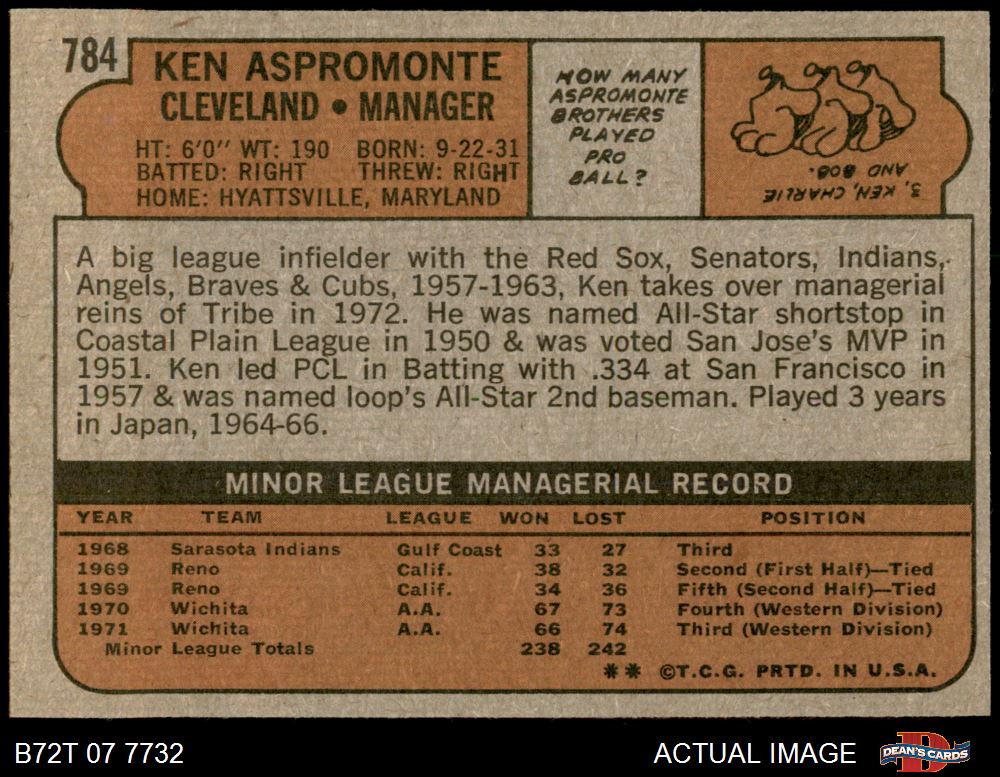 784
KEN ASPROMONTE
CLEVELAND • MANAGER
HT: 6'0" WT: 190 BORN: 9-22-31
BATTED: RIGHT THREW: RIGHT
HOME: HYATTSVILLE, MARYLAND
HOW MANY
ASPROMONTE
BROTHERS
PLAYED
PRO
BALL?
3, KEN, CHARLIE
AND BOB.
A big league infielder with the Red Sox, Senators, Indians,
Angels, Braves & Cubs, 1957-1963, Ken takes over managerial
reins of Tribe in 1972. He was named All-Star shortstop in
Coastal Plain League in 1950 & was voted San Jose's MVP in
1951. Ken led PCL in Batting with .334 at San Francisco in
1957 & was named loop's All-Star 2nd baseman. Played 3 years
in Japan, 1964-66.
MINOR LEAGUE MANAGERIAL RECORD
YEAR TEAM LEAGUE WON LOST POSITION
1968 Sarasota Indians Gulf Coast 33 27 Third
1969 Reno Calif. 38 32 Second (First Half)—Tied
1969 Reno Calif. 34 36 Fifth (Second Half)—Tied
1970 Wichita A.A. 67 73 Fourth (Western Division)
1971 Wichita A.A. 66 74 Third (Western Division)
Minor League Totals 238 242
** ©T.C.G. PRTD. IN U.S.A.
B72T 07 7732 ACTUAL IMAGE DEAN'S CARDS